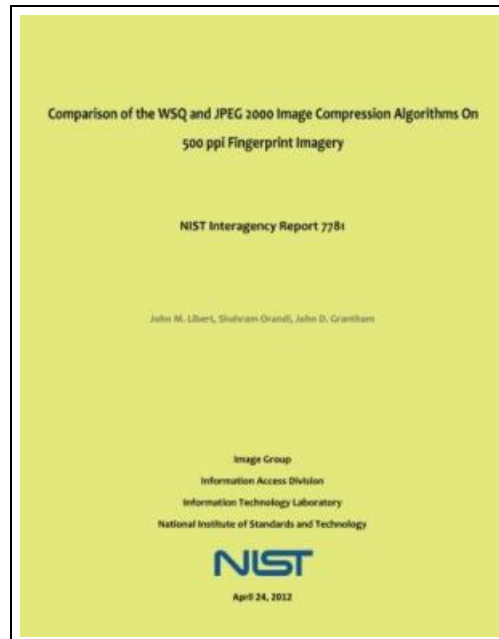 Comparison of the WSQ and JPEG 2000 Image Compression Algorithms On
500 ppi Fingerprint Imagery
NIST Interagency Report 7781
John M. Libert, Shahram Orandi, John D. Grantham
Image Group
Information Access Division
Information Technology Laboratory
National Institute of Standards and Technology
NIST
April 24, 2012